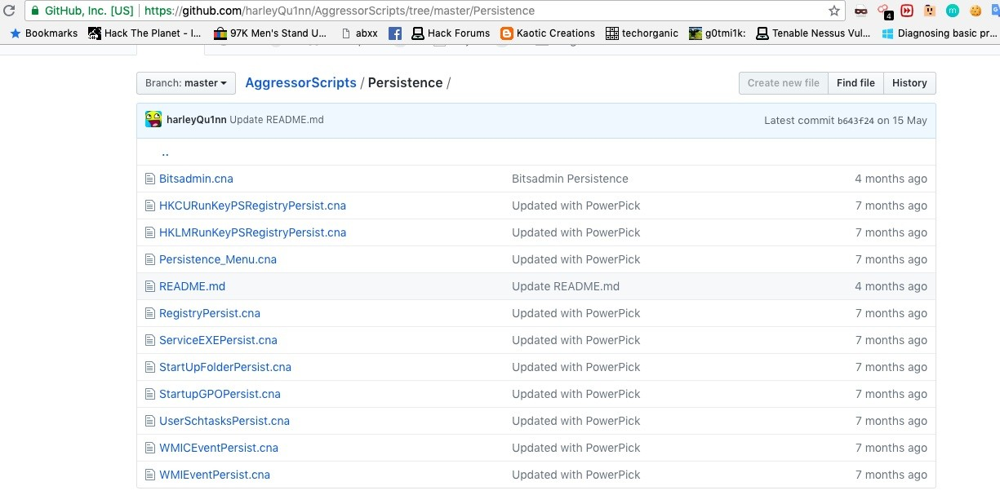 GitHub, Inc. [US] https://github.com/harleyQu1nn/AggressorScripts/tree/master/Persistence
4
m
Bookmarks Hack The Planet - I... 97K Men's Stand U... abxx Hack Forums Kaotic Creations techorganic g0tmi1k: Tenable Nessus Vul... Diagnosing basic pr...
Branch: master AggressorScripts / Persistence / Create new file Find file History
harleyQu1nn Update README.md Latest commit b643f24 on 15 May
..
Bitsadmin.cna Bitsadmin Persistence 4 months ago
HKCURunKeyPSRegistryPersist.cna Updated with PowerPick 7 months ago
HKLMRunKeyPSRegistryPersist.cna Updated with PowerPick 7 months ago
Persistence_Menu.cna Updated with PowerPick 7 months ago
README.md Update README.md 4 months ago
RegistryPersist.cna Updated with PowerPick 7 months ago
ServiceEXEPersist.cna Updated with PowerPick 7 months ago
StartUpFolderPersist.cna Updated with PowerPick 7 months ago
StartupGPOPersist.cna Updated with PowerPick 7 months ago
UserSchtasksPersist.cna Updated with PowerPick 7 months ago
WMICEventPersist.cna Updated with PowerPick 7 months ago
WMIEventPersist.cna Updated with PowerPick 7 months ago